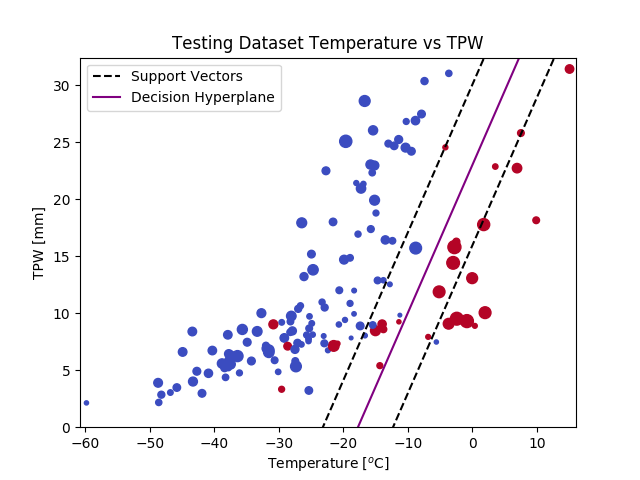 Testing Dataset Temperature vs TPW
Support Vectors
Decision Hyperplane
TPW [mm]
30
25
20
15
10
5
0
−60 −50 −40 −30 −20 −10 0 10
Temperature [°C]